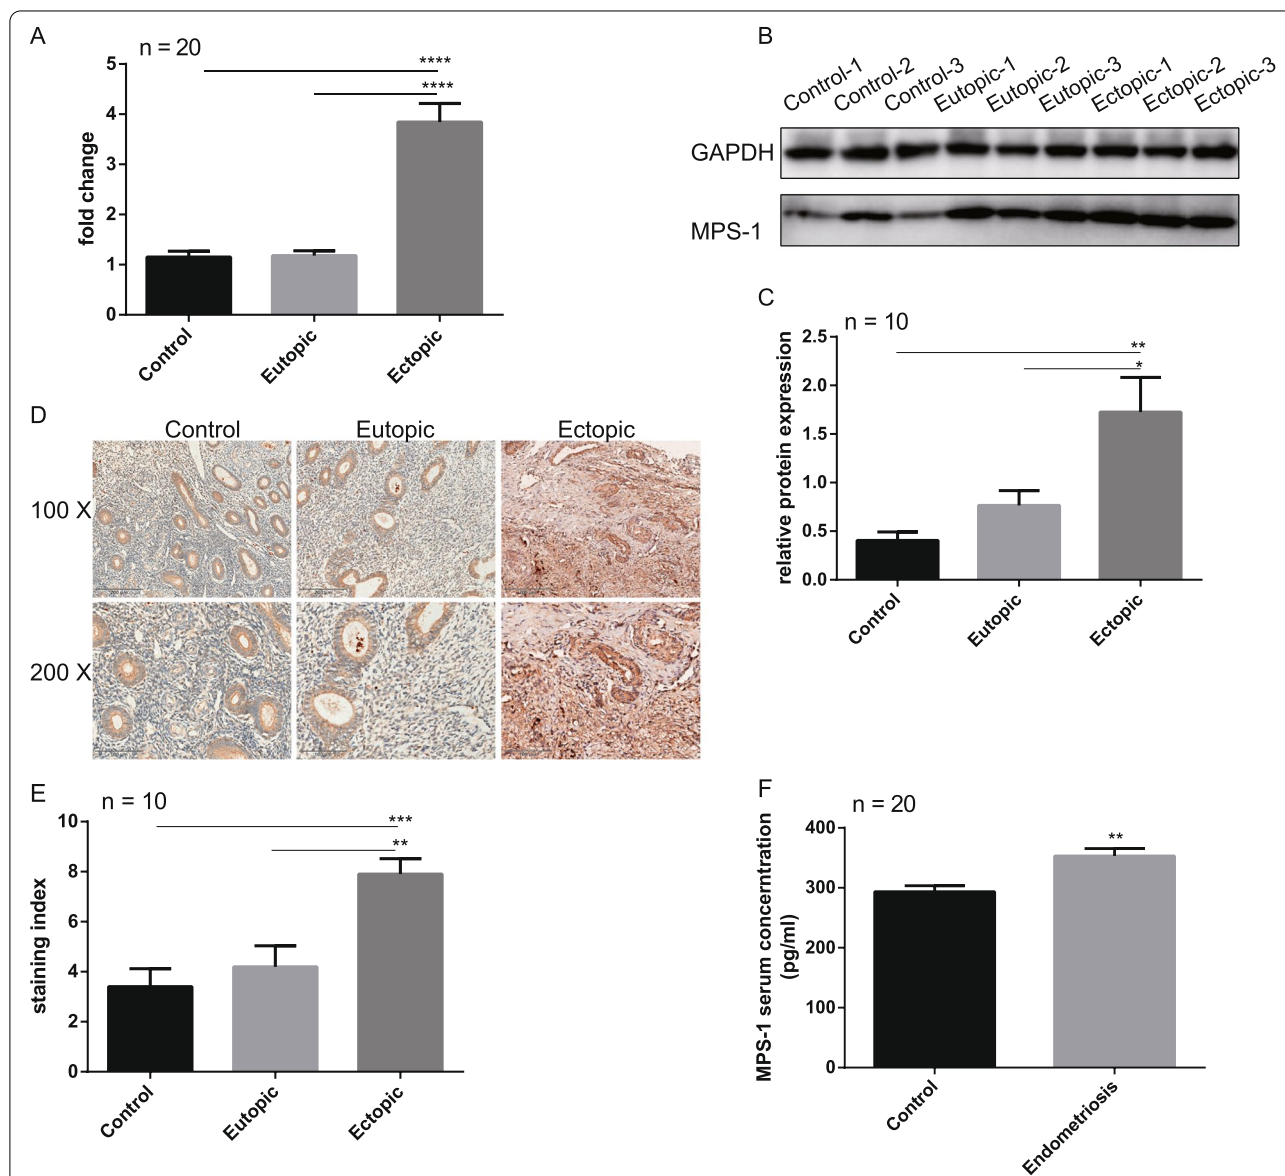 A
n = 20
****
****
5
4
3
2
1
0
fold change
Control
Eutopic
Ectopic
B
Control-1
Control-2
Control-3
Eutopic-1
Eutopic-2
Eutopic-3
Ectopic-1
Ectopic-2
Ectopic-3
GAPDH
MPS-1
C
n = 10
**
*
2.5
2.0
1.5
1.0
0.5
0.0
relative protein expression
Control
Eutopic
Ectopic
D
Control
Eutopic
Ectopic
100 X
200 X
E
n = 10
***
**
10
8
6
4
2
0
staining index
Control
Eutopic
Ectopic
F
n = 20
**
400
300
200
100
0
MPS-1 serum concerntration
(pg/ml)
Control
Endometriosis